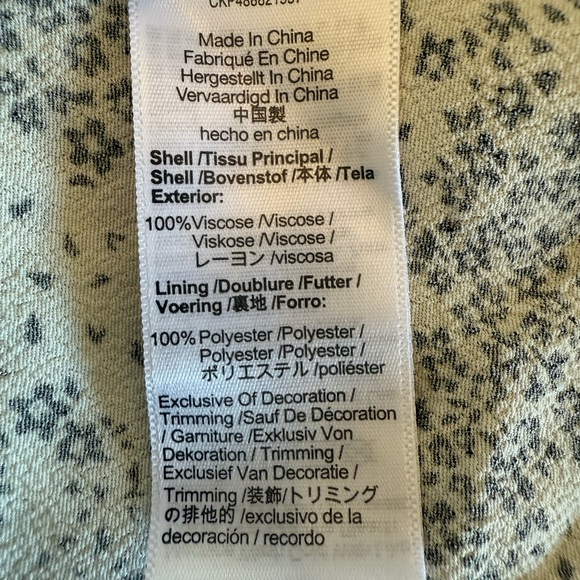 Made In China
Fabriqué En Chine
Hergestellt In China
Vervaardigd In China
中国製
hecho en china
Shell /Tissu Principal /
Shell /Bovenstof /本体 /Tela
Exterior:
100%Viscose /Viscose /
Viskose /Viscose /
レーヨン /viscosa
Lining /Doublure /Futter /
Voering /裏地 /Forro:
100%Polyester /Polyester /
Polyester /Polyester /
ポリエステル /poliéster
Exclusive Of Decoration /
Trimming /Sauf De Décoration
/ Garniture /Exklusiv Von
Dekoration / Trimming /
Exclusief Van Decoratie /
Trimming /装飾/トリミング
の排他的 /exclusivo de la
decoración / recordo